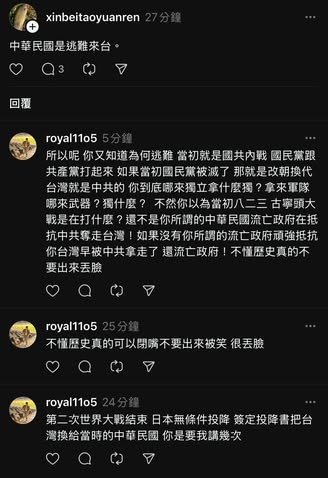 xinbeitaoyuanren 27分鐘
中華民國是逃難來台。
3
回覆
royal11o5 5分鐘
所以呢 你又知道為何逃難 當初就是國共內戰 國民黨跟
共產黨打起來 如果當初國民黨被滅了 那就是改朝換代
台灣就是中共的 你到底哪來獨立拿什麼獨？拿來軍隊
哪來武器？獨什麼？ 不然你以為當初八二三 古寧頭大
戰是在打什麼？還不是你所謂的中華民國流亡政府在抵
抗中共奪走台灣！如果沒有你所謂的流亡政府頑強抵抗
你台灣早被中共拿走了 還流亡政府！不懂歷史真的不
要出來丟臉
royal11o5 25分鐘
不懂歷史真的可以閉嘴不要出來被笑 很丟臉
royal11o5 24分鐘
第二次世界大戰結束 日本無條件投降 簽定投降書把台
灣換給當時的中華民國 你是要我講幾次